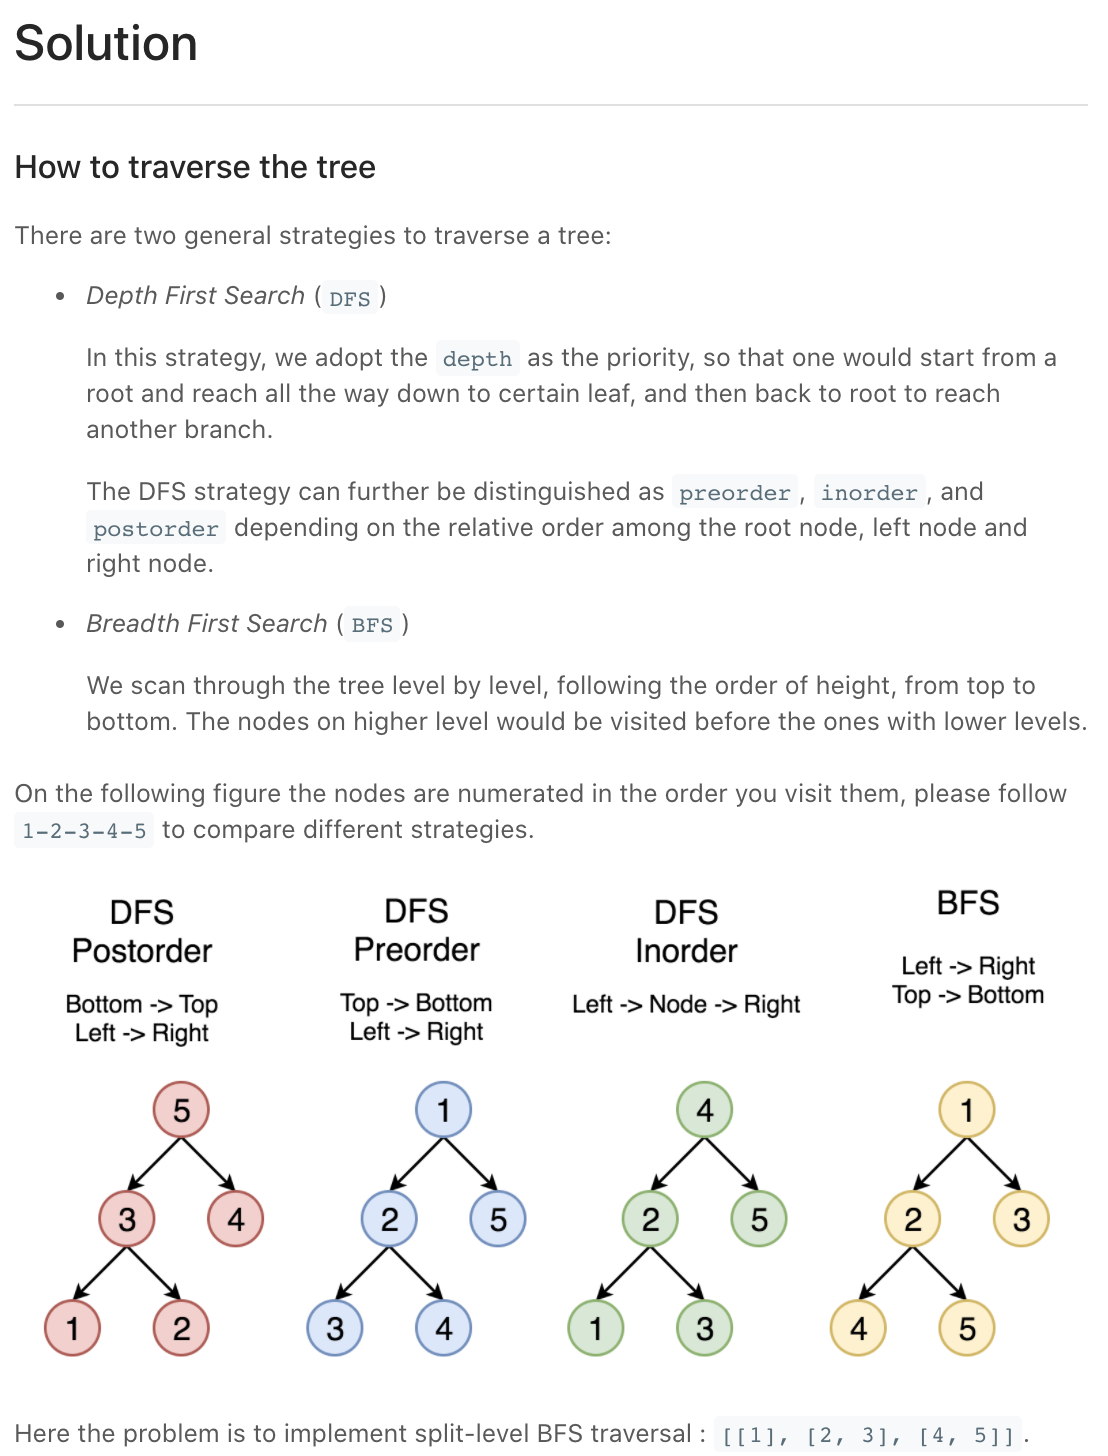 Solution
How to traverse the tree
There are two general strategies to traverse a tree:
• Depth First Search ( DFS )
In this strategy, we adopt the depth as the priority, so that one would start from a
root and reach all the way down to certain leaf, and then back to root to reach
another branch.
The DFS strategy can further be distinguished as preorder , inorder , and
postorder depending on the relative order among the root node, left node and
right node.
• Breadth First Search ( BFS )
We scan through the tree level by level, following the order of height, from top to
bottom. The nodes on higher level would be visited before the ones with lower levels.
On the following figure the nodes are numerated in the order you visit them, please follow
1-2-3-4-5 to compare different strategies.
DFS
Postorder
Bottom -> Top
Left -> Right
5
3 4
1 2
DFS
Preorder
Top -> Bottom
Left -> Right
1
2 5
3 4
DFS
Inorder
Left -> Node -> Right
4
2 5
1 3
BFS
Left -> Right
Top -> Bottom
1
2 3
4 5
Here the problem is to implement split-level BFS traversal : [[1], [2, 3], [4, 5]] .